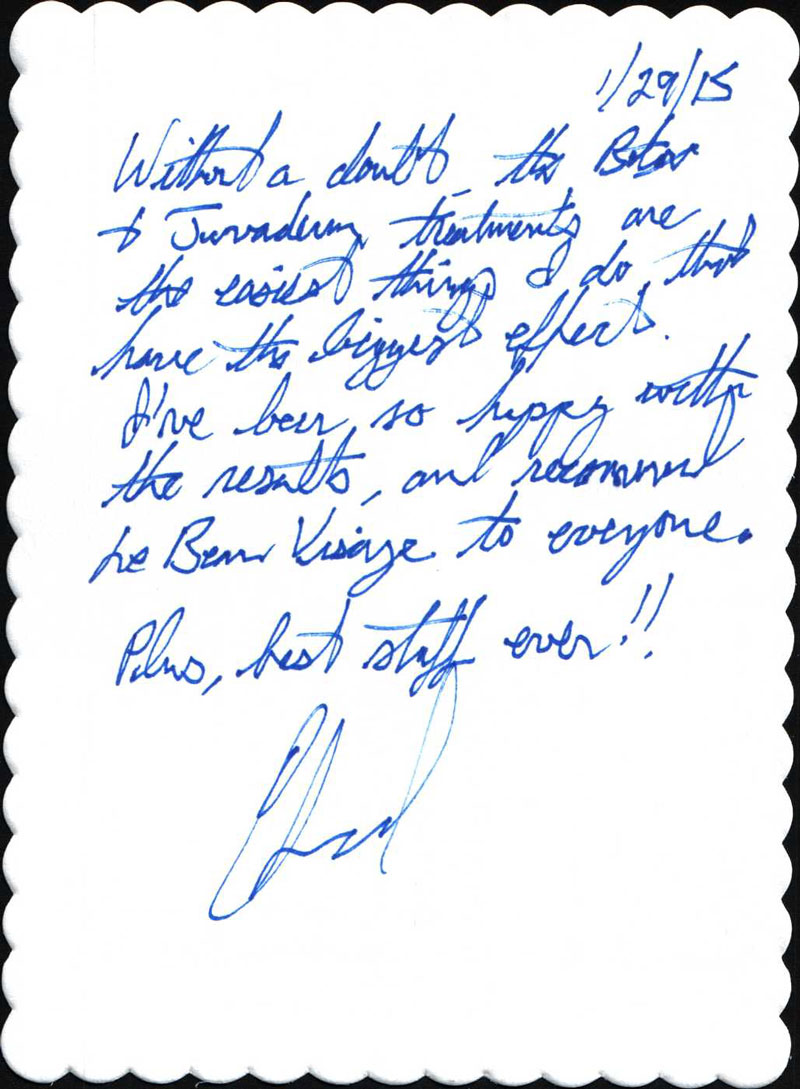 1/29/15
Without a doubt, the Botox
& Juvaderm treatments are
the easiest things I do that
have the biggest effect.
I've been so happy with
the results, and recommend
Le Beau Visage to everyone.
Plus, best staff ever!!
Chad